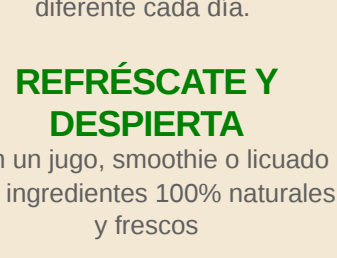 diferente cada día.
REFRÉSCATE Y
DESPIERTA
un jugo, smoothie o licuado
ingredientes 100% naturales
y frescos